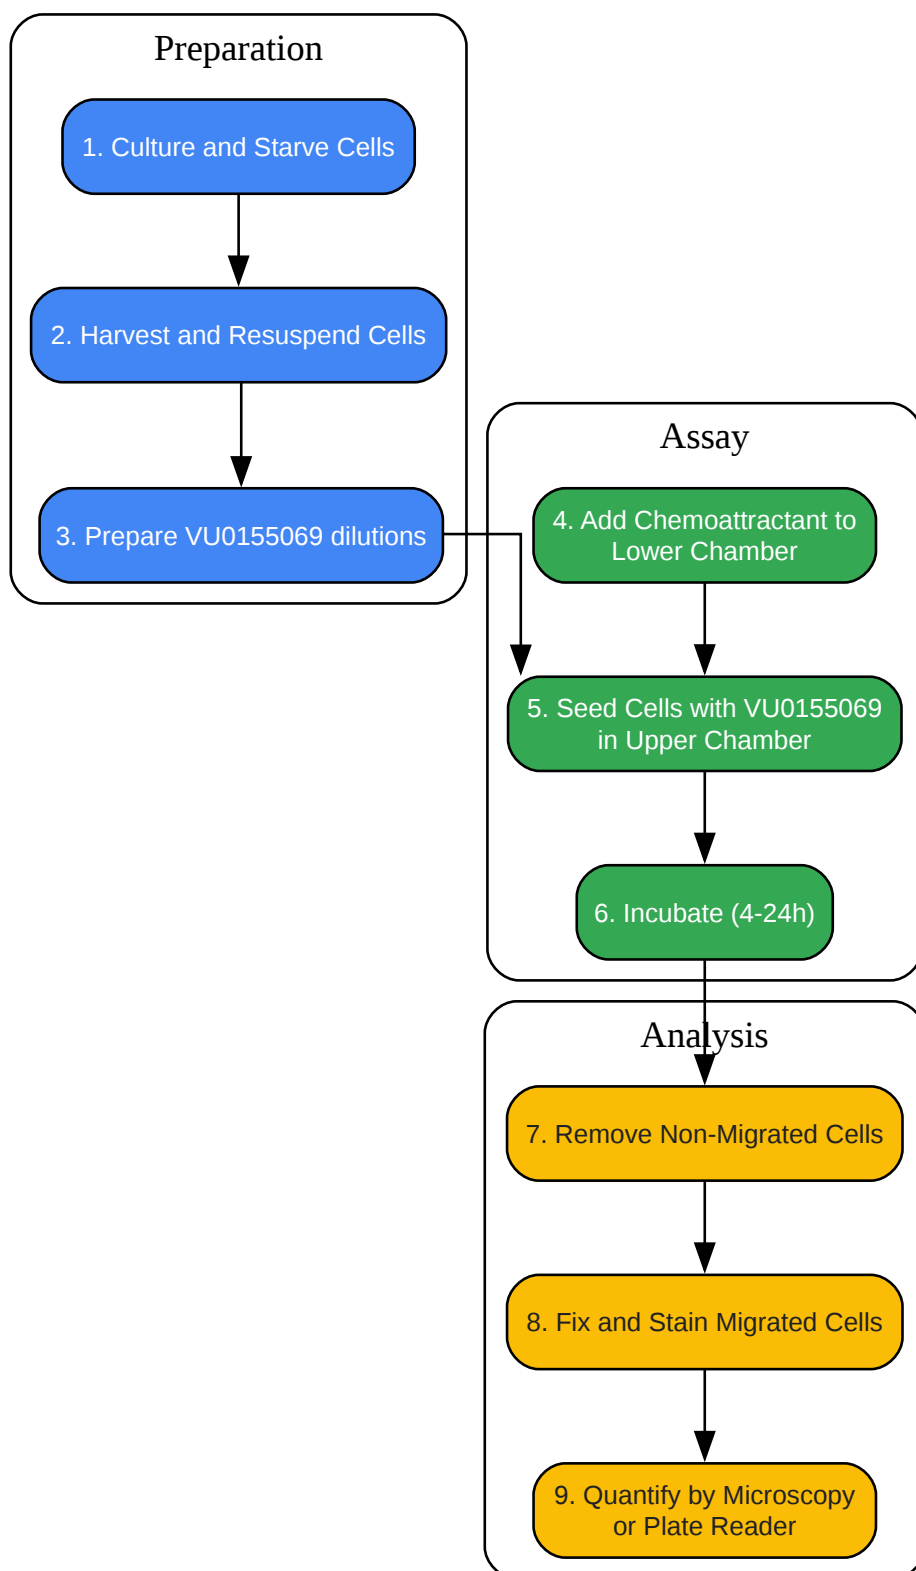 Preparation
1. Culture and Starve Cells
2. Harvest and Resuspend Cells
3. Prepare VU0155069 dilutions
Assay
4. Add Chemoattractant to
Lower Chamber
5. Seed Cells with VU0155069
in Upper Chamber
6. Incubate (4-24h)
Analysis
7. Remove Non-Migrated Cells
8. Fix and Stain Migrated Cells
9. Quantify by Microscopy
or Plate Reader